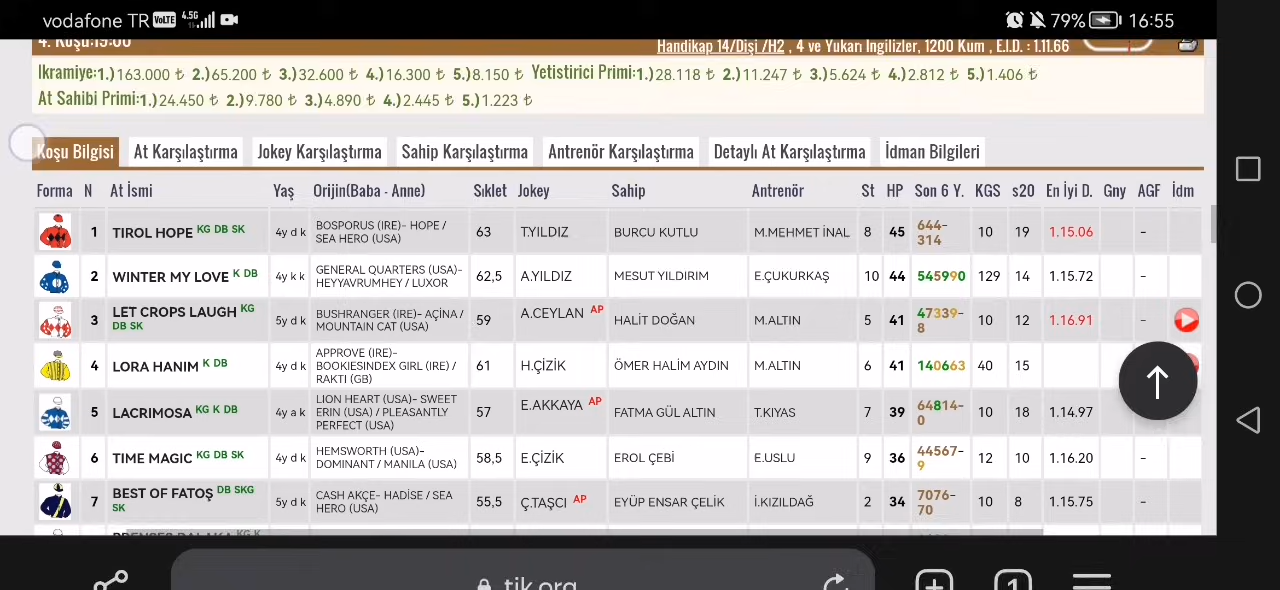 vodafone TR VoLTE 4.5G 79% 16:55
4. Koşu:19:00 Handikap 14/Dişi /H2 , 4 ve Yukarı İngilizler, 1200 Kum , E.İ.D. : 1.11.66
İkramiye:1.)163.000 ₺ 2.)65.200 ₺ 3.)32.600 ₺ 4.)16.300 ₺ 5.)8.150 ₺ Yetistirici Primi:1.)28.118 ₺ 2.)11.247 ₺ 3.)5.624 ₺ 4.)2.812 ₺ 5.)1.406 ₺
At Sahibi Primi:1.)24.450 ₺ 2.)9.780 ₺ 3.)4.890 ₺ 4.)2.445 ₺ 5.)1.223 ₺
Koşu Bilgisi At Karşılaştırma Jokey Karşılaştırma Sahip Karşılaştırma Antrenör Karşılaştırma Detaylı At Karşılaştırma İdman Bilgileri
Forma N At İsmi Yaş Orijin(Baba - Anne) Sıklet Jokey Sahip Antrenör St HP Son 6 Y. KGS s20 En İyi D. Gny AGF İdm
1 TIROL HOPE KG DB SK 4y d k BOSPORUS (IRE)- HOPE / SEA HERO (USA) 63 T.YILDIZ BURCU KUTLU M.MEHMET İNAL 8 45 644-314 10 19 1.15.06 -
2 WINTER MY LOVE K DB 4y k k GENERAL QUARTERS (USA)- HEYYAVRUMHEY / LUXOR 62,5 A.YILDIZ MESUT YILDIRIM E.ÇUKURKAŞ 10 44 545990 129 14 1.15.72 -
3 LET CROPS LAUGH KG DB SK 5y d k BUSHRANGER (IRE)- AÇİNA / MOUNTAIN CAT (USA) 59 A.CEYLAN AP HALİT DOĞAN M.ALTIN 5 41 47339-8 10 12 1.16.91 -
4 LORA HANIM K DB 4y d k APPROVE (IRE)- BOOKIESINDEX GIRL (IRE) / RAKTI (GB) 61 H.ÇİZİK ÖMER HALİM AYDIN M.ALTIN 6 41 140663 40 15
5 LACRIMOSA KG K DB 4y a k LION HEART (USA)- SWEET ERIN (USA) / PLEASANTLY PERFECT (USA) 57 E.AKKAYA AP FATMA GÜL ALTIN T.KIYAS 7 39 64814-0 10 18 1.14.97
6 TIME MAGIC KG DB SK 4y d k HEMSWORTH (USA)- DOMINANT / MANILA (USA) 58,5 E.ÇİZİK EROL ÇEBİ E.USLU 9 36 44567-9 12 10 1.16.20 -
7 BEST OF FATOŞ DB SKG SK 5y d k CASH AKÇE- HADİSE / SEA HERO (USA) 55,5 Ç.TAŞCI AP EYÜP ENSAR ÇELİK İ.KIZILDAĞ 2 34 7076-70 10 8 1.15.75 -
tjk.org 1